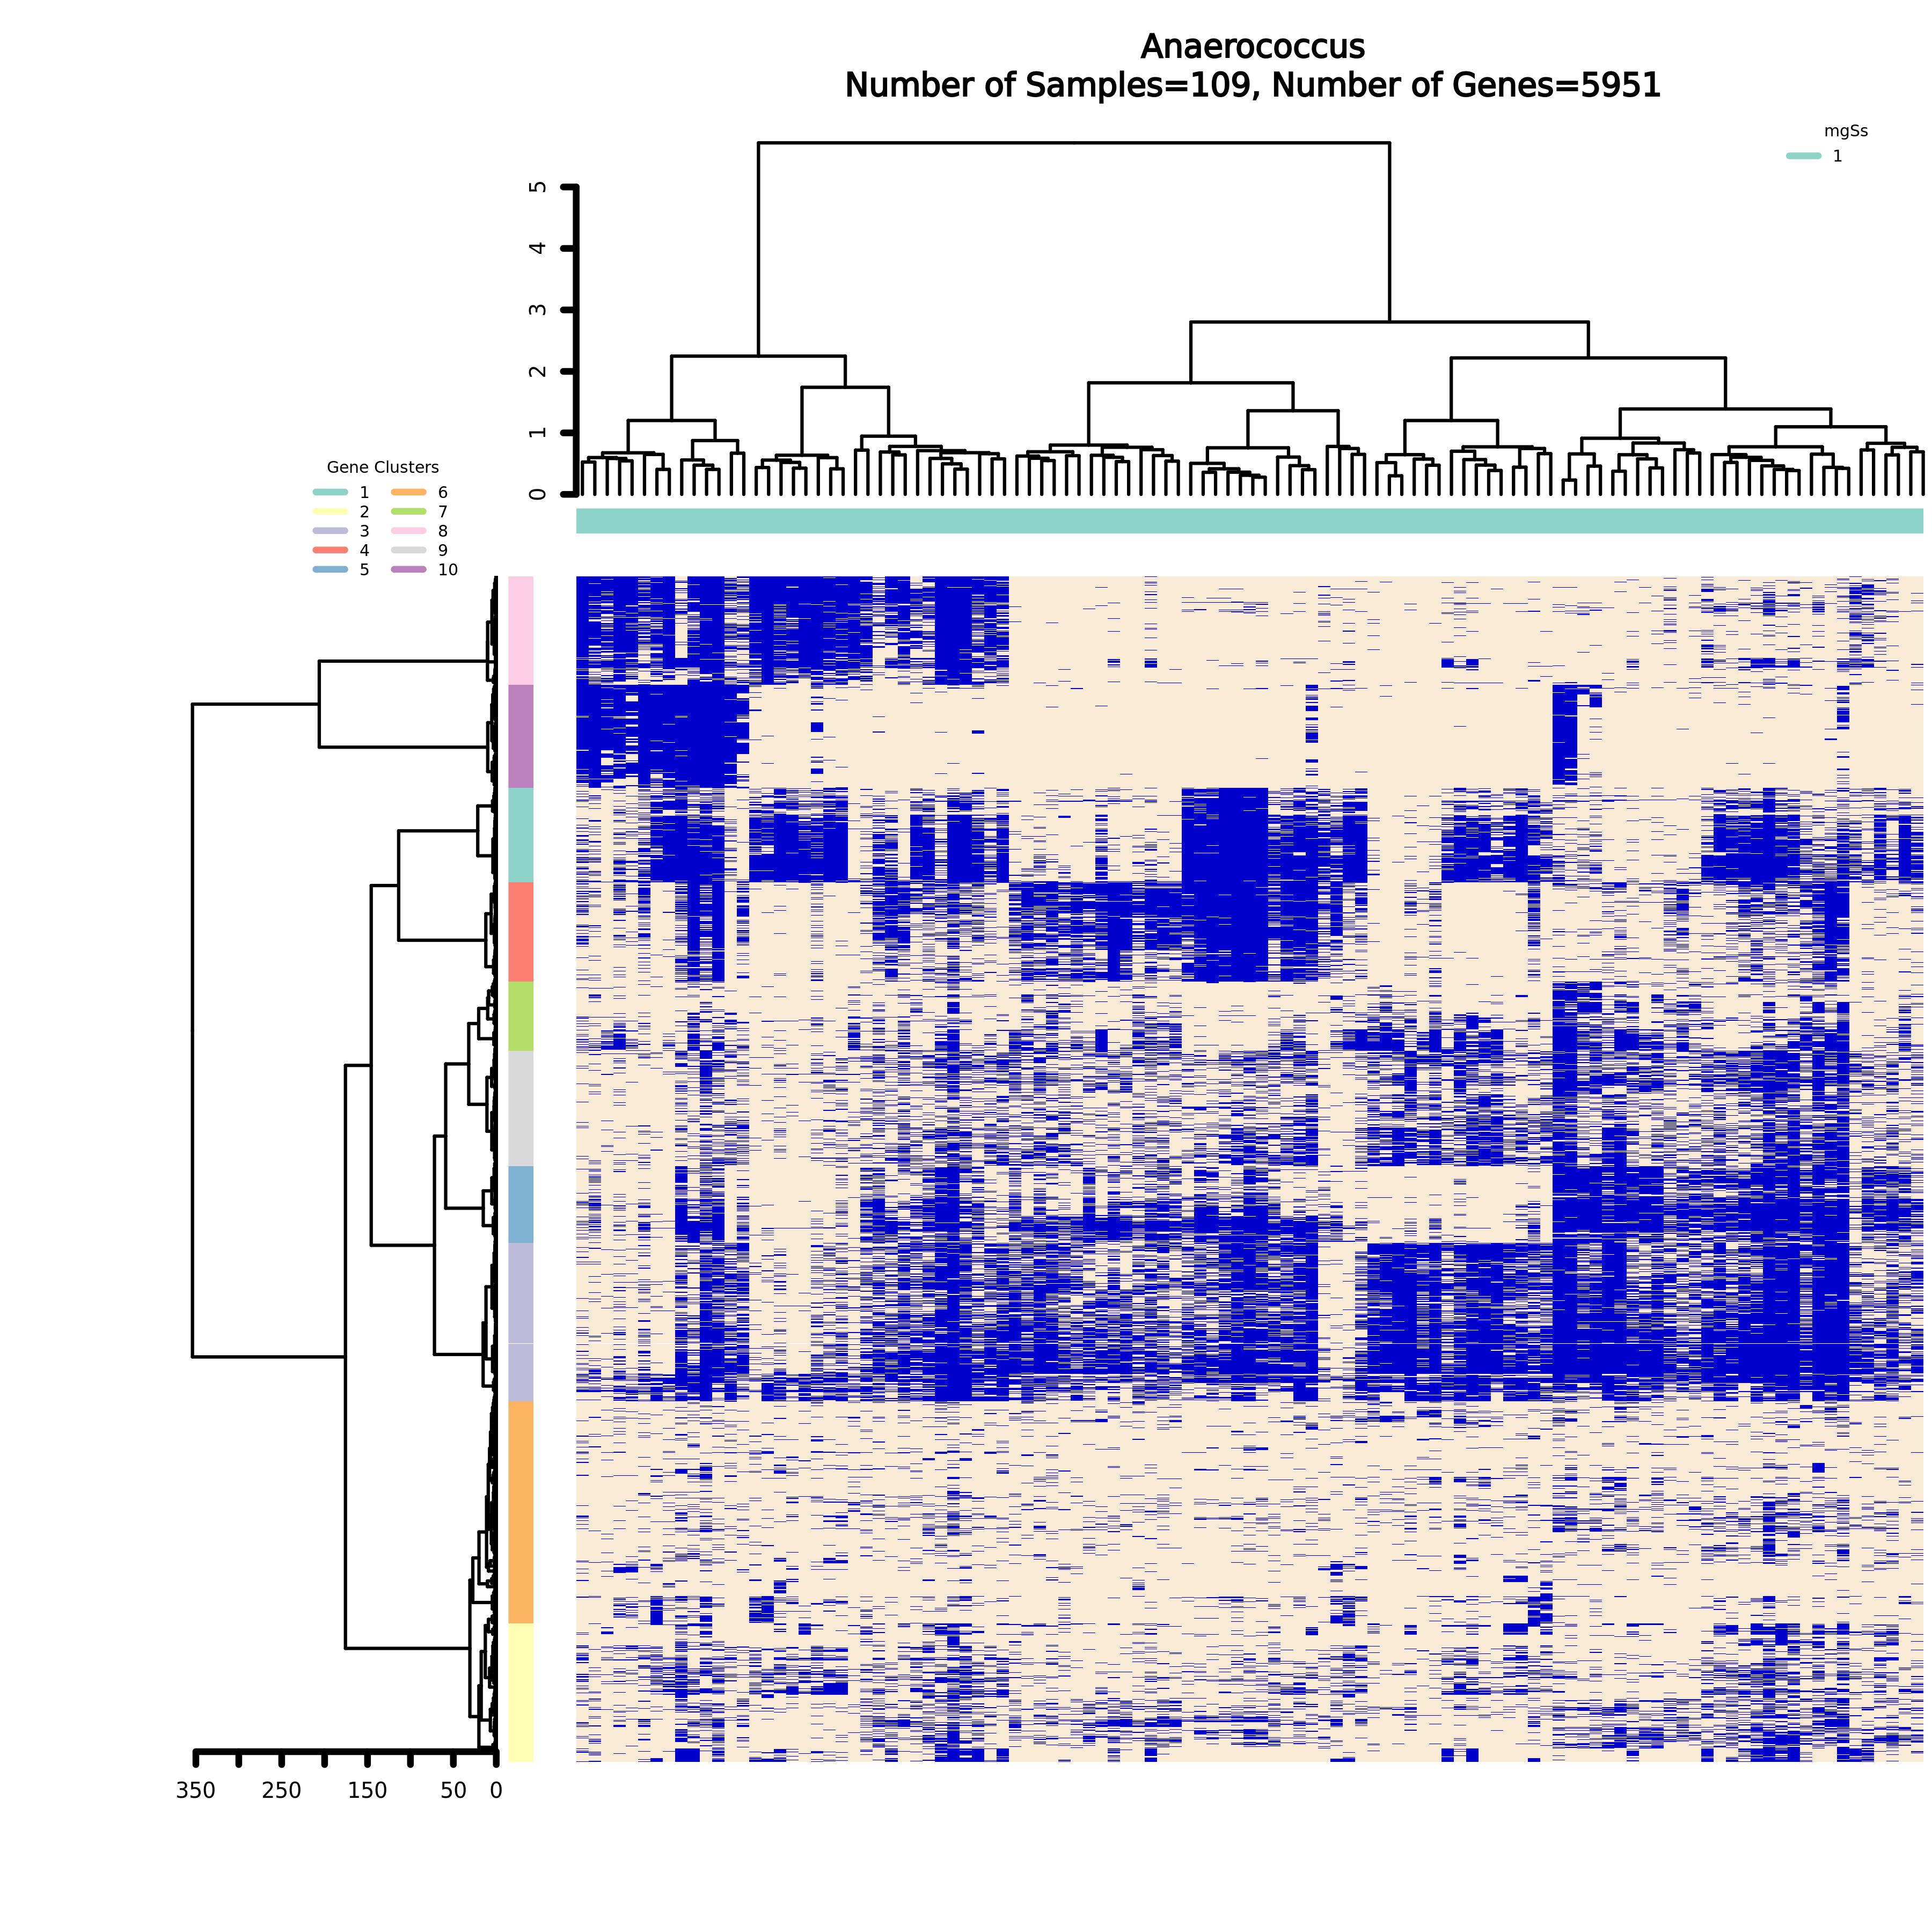 Anaerococcus
Number of Samples=109, Number of Genes=5951
mgSs
1
5
4
3
2
1
0
Gene Clusters
1 6
2 7
3 8
4 9
5 10
350 250 150 50 0